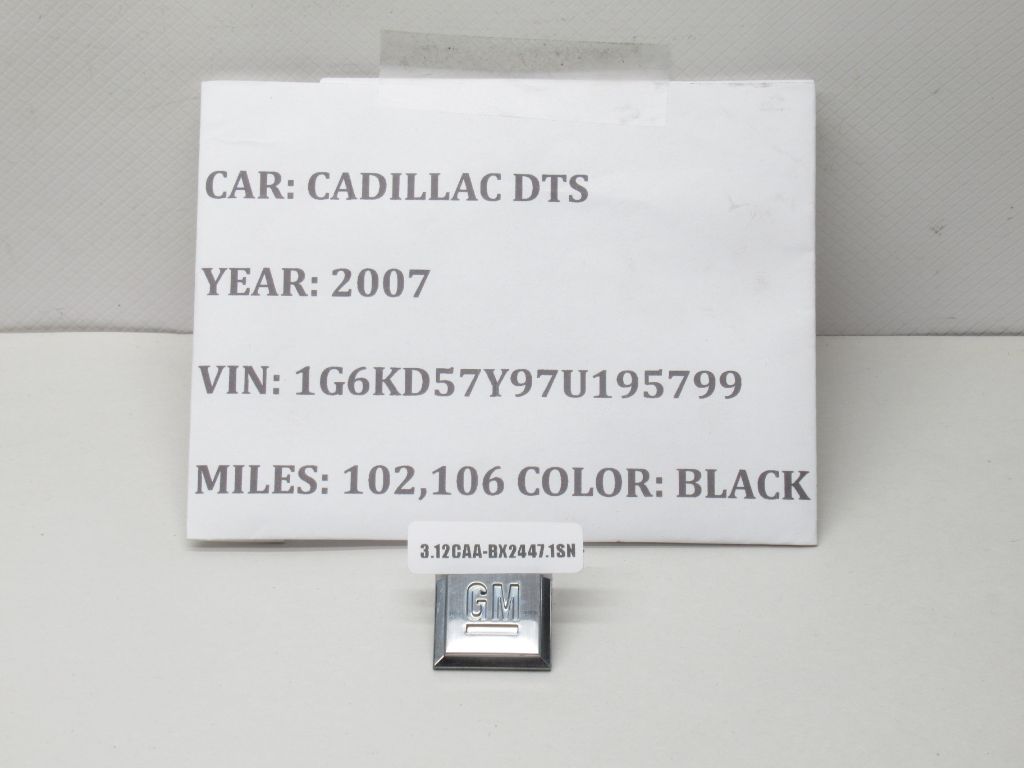 CAR: CADILLAC DTS
YEAR: 2007
VIN: 1G6KD57Y97U195799
MILES: 102,106 COLOR: BLACK
3.12CAA-BX2447.1SN
GM